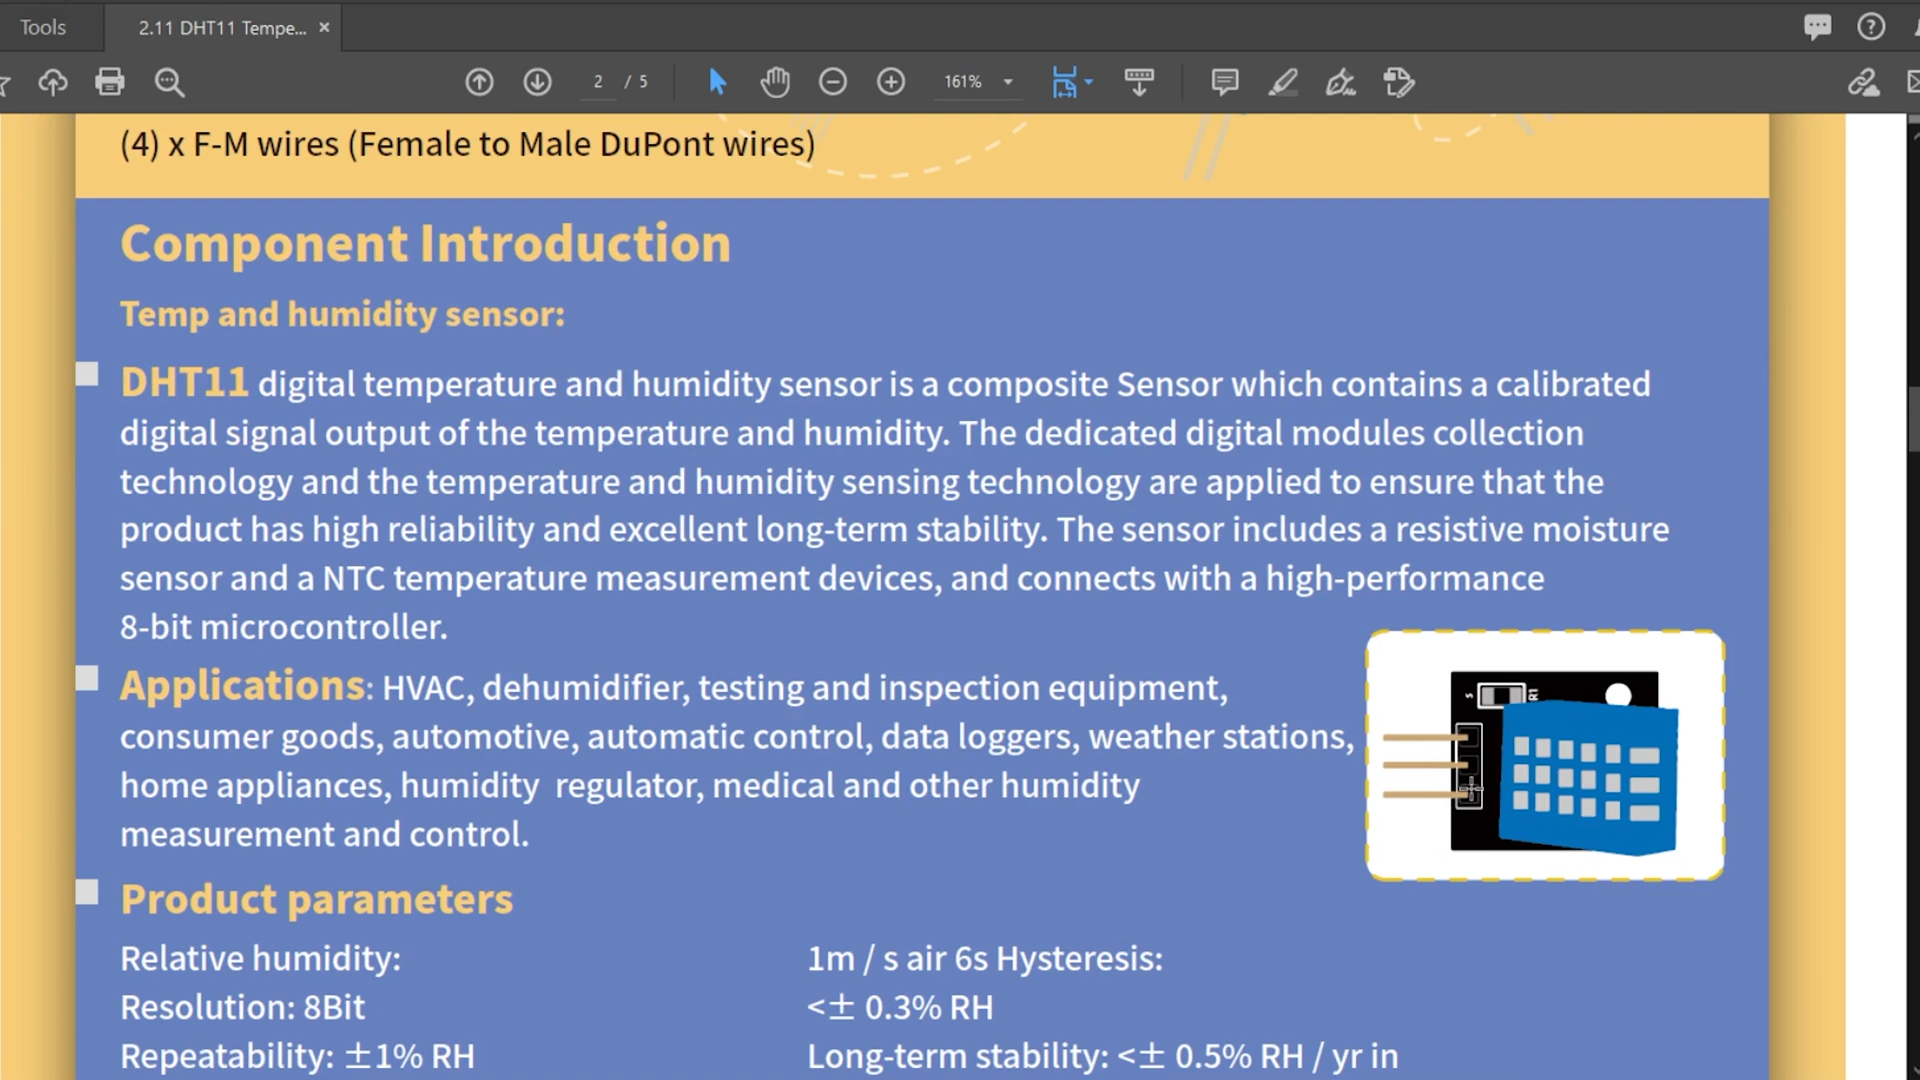 Tools
2.11 DHT11 Tempe...
2 / 5
161%
(4) x F-M wires (Female to Male DuPont wires)
Component Introduction
Temp and humidity sensor:
DHT11 digital temperature and humidity sensor is a composite Sensor which contains a calibrated
digital signal output of the temperature and humidity. The dedicated digital modules collection
technology and the temperature and humidity sensing technology are applied to ensure that the
product has high reliability and excellent long-term stability. The sensor includes a resistive moisture
sensor and a NTC temperature measurement devices, and connects with a high-performance
8-bit microcontroller.
Applications: HVAC, dehumidifier, testing and inspection equipment,
consumer goods, automotive, automatic control, data loggers, weather stations,
home appliances, humidity  regulator, medical and other humidity
measurement and control.
S
R1
Product parameters
Relative humidity:
Resolution: 8Bit
Repeatability: ±1% RH
1m / s air 6s Hysteresis:
<± 0.3% RH
Long-term stability: <± 0.5% RH / yr in